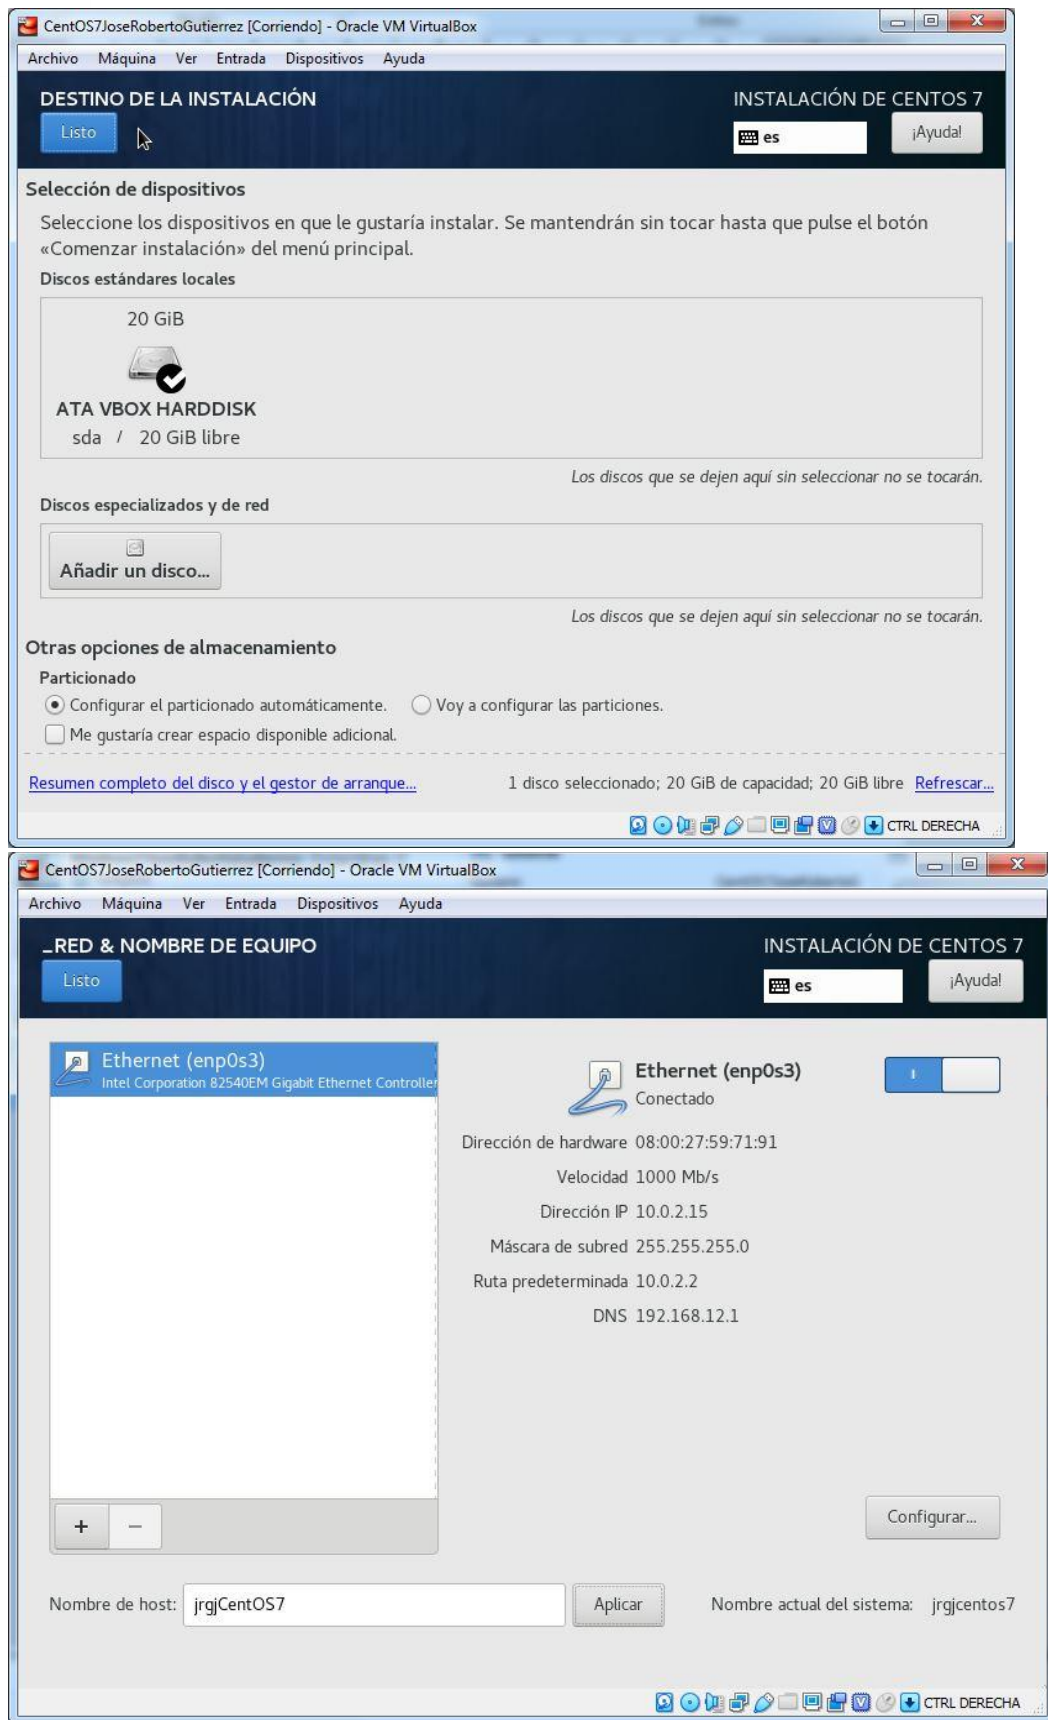 CentOS7JoseRobertoGutierrez [Corriendo] - Oracle VM VirtualBox
Archivo Máquina Ver Entrada Dispositivos Ayuda
DESTINO DE LA INSTALACIÓN
INSTALACIÓN DE CENTOS 7
Listo
es
¡Ayuda!
Selección de dispositivos
Seleccione los dispositivos en que le gustaría instalar. Se mantendrán sin tocar hasta que pulse el botón
«Comenzar instalación» del menú principal.
Discos estándares locales
20 GiB
ATA VBOX HARDDISK
sda / 20 GiB libre
Los discos que se dejen aquí sin seleccionar no se tocarán.
Discos especializados y de red
Añadir un disco...
Los discos que se dejen aquí sin seleccionar no se tocarán.
Otras opciones de almacenamiento
Particionado
Configurar el particionado automáticamente. Voy a configurar las particiones.
Me gustaría crear espacio disponible adicional.
Resumen completo del disco y el gestor de arranque... 1 disco seleccionado; 20 GiB de capacidad; 20 GiB libre Refrescar...
CTRL DERECHA
CentOS7JoseRobertoGutierrez [Corriendo] - Oracle VM VirtualBox
Archivo Máquina Ver Entrada Dispositivos Ayuda
_RED & NOMBRE DE EQUIPO
INSTALACIÓN DE CENTOS 7
Listo
es
¡Ayuda!
Ethernet (enp0s3)
Intel Corporation 82540EM Gigabit Ethernet Controller
Ethernet (enp0s3)
Conectado
Dirección de hardware 08:00:27:59:71:91
Velocidad 1000 Mb/s
Dirección IP 10.0.2.15
Máscara de subred 255.255.255.0
Ruta predeterminada 10.0.2.2
DNS 192.168.12.1
+ −
Configurar...
Nombre de host: jrgjCentOS7 Aplicar Nombre actual del sistema: jrgjcentos7
CTRL DERECHA